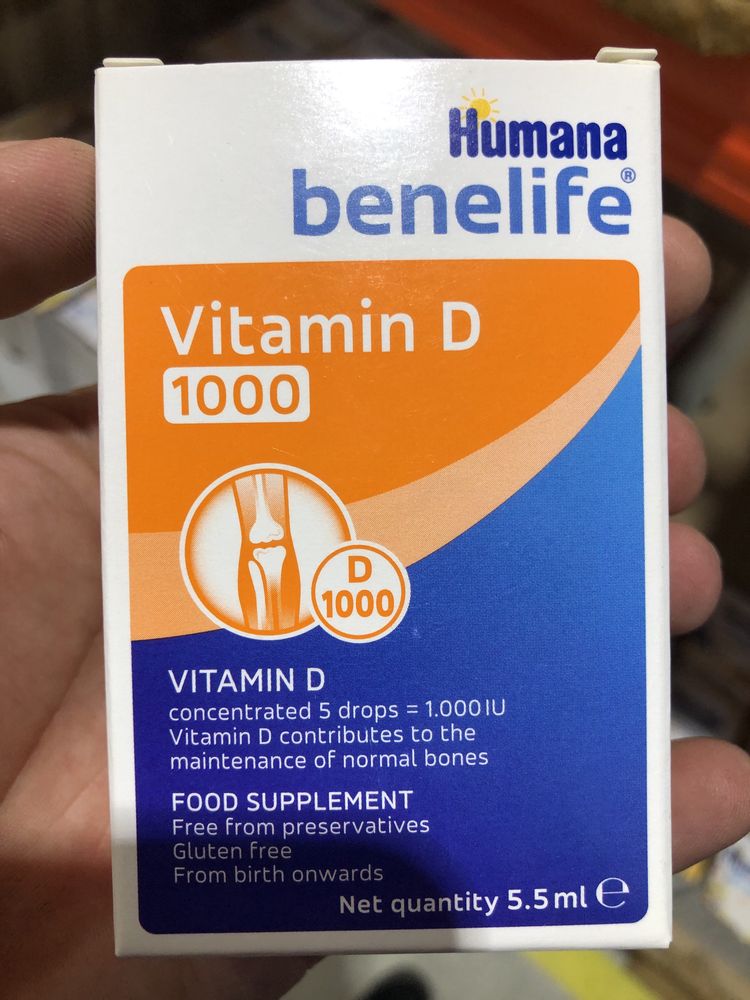 Humana
benelife®
Vitamin D
1000
D
1000
VITAMIN D
concentrated 5 drops = 1.000 IU
Vitamin D contributes to the
maintenance of normal bones
FOOD SUPPLEMENT
Free from preservatives
Gluten free
From birth onwards
Net quantity 5.5 ml ℮